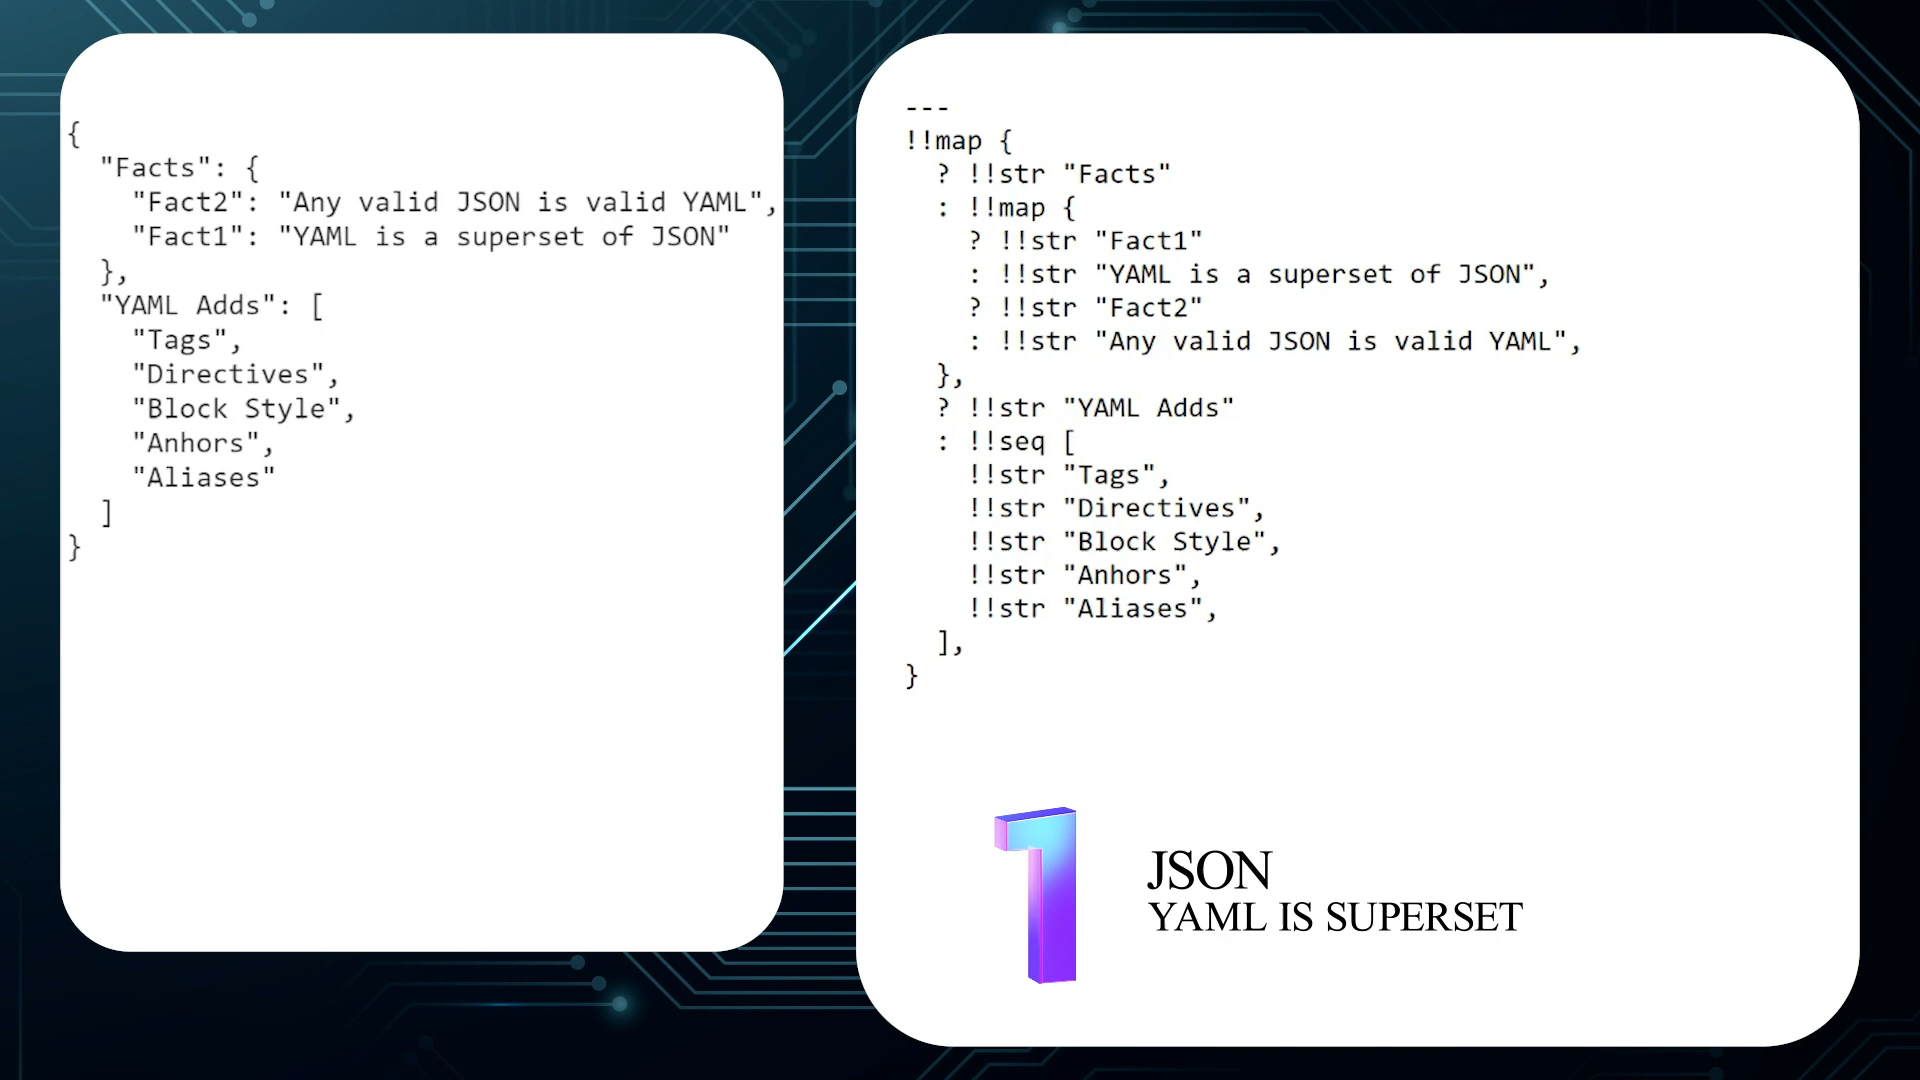 {
  "Facts": {
    "Fact2": "Any valid JSON is valid YAML",
    "Fact1": "YAML is a superset of JSON"
  },
  "YAML Adds": [
    "Tags",
    "Directives",
    "Block Style",
    "Anhors",
    "Aliases"
  ]
}
---
!!map {
  ? !!str "Facts"
  : !!map {
    ? !!str "Fact1"
    : !!str "YAML is a superset of JSON",
    ? !!str "Fact2"
    : !!str "Any valid JSON is valid YAML",
  },
  ? !!str "YAML Adds"
  : !!seq [
    !!str "Tags",
    !!str "Directives",
    !!str "Block Style",
    !!str "Anhors",
    !!str "Aliases",
  ],
}
1
JSON
YAML IS SUPERSET